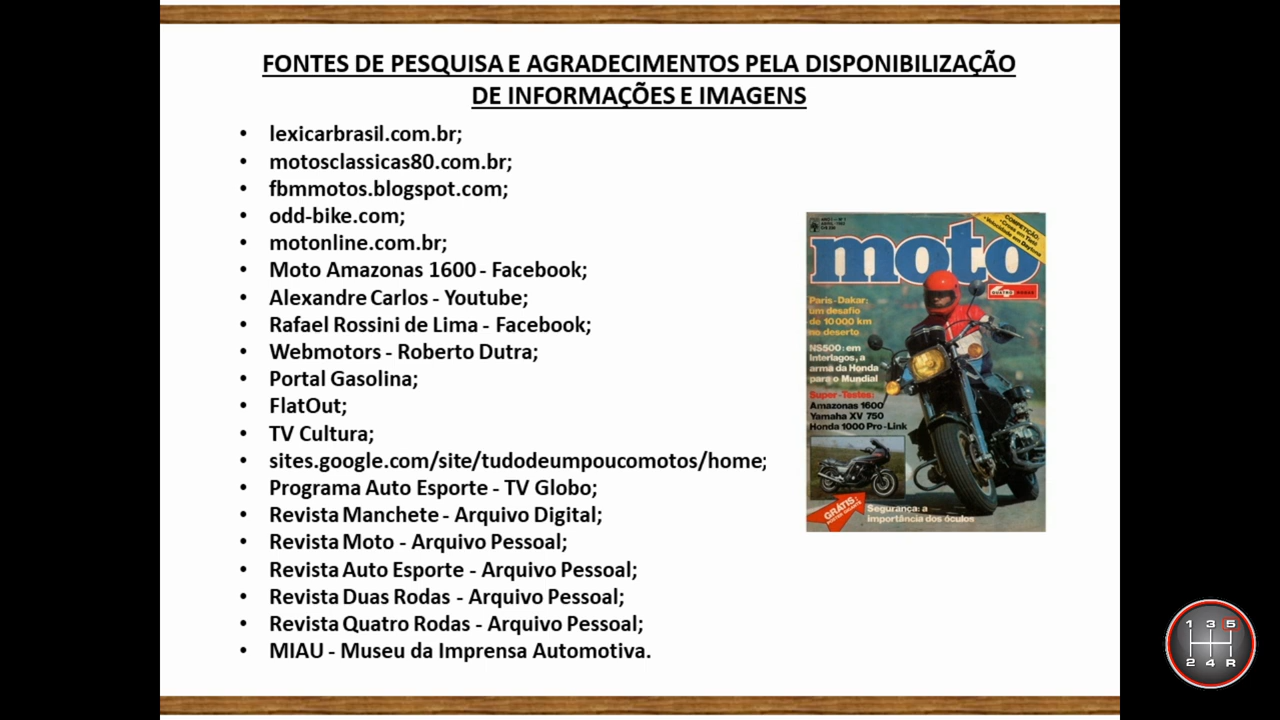 FONTES DE PESQUISA E AGRADECIMENTOS PELA DISPONIBILIZAÇÃO
DE INFORMAÇÕES E IMAGENS
• lexicarbrasil.com.br;
• motosclassicas80.com.br;
• fbmmotos.blogspot.com;
• odd-bike.com;
• motonline.com.br;
• Moto Amazonas 1600 - Facebook;
• Alexandre Carlos - Youtube;
• Rafael Rossini de Lima - Facebook;
• Webmotors - Roberto Dutra;
• Portal Gasolina;
• FlatOut;
• TV Cultura;
• sites.google.com/site/tudodeumpoucomotos/home;
• Programa Auto Esporte - TV Globo;
• Revista Manchete - Arquivo Digital;
• Revista Moto - Arquivo Pessoal;
• Revista Auto Esporte - Arquivo Pessoal;
• Revista Duas Rodas - Arquivo Pessoal;
• Revista Quatro Rodas - Arquivo Pessoal;
• MIAU - Museu da Imprensa Automotiva.
COMPETIÇÃO:
moto
QUATRO RODAS
Paris-Dakar:
um desafio
de 10000 km
no deserto
NS500: em
Interlagos, a
arma da Honda
para o Mundial
Super-Testes:
Amazonas 1600
Yamaha XV 750
Honda 1000 Pro-Link
GRÁTIS:
Segurança: a
importância dos óculos
1 3 5
2 4 R